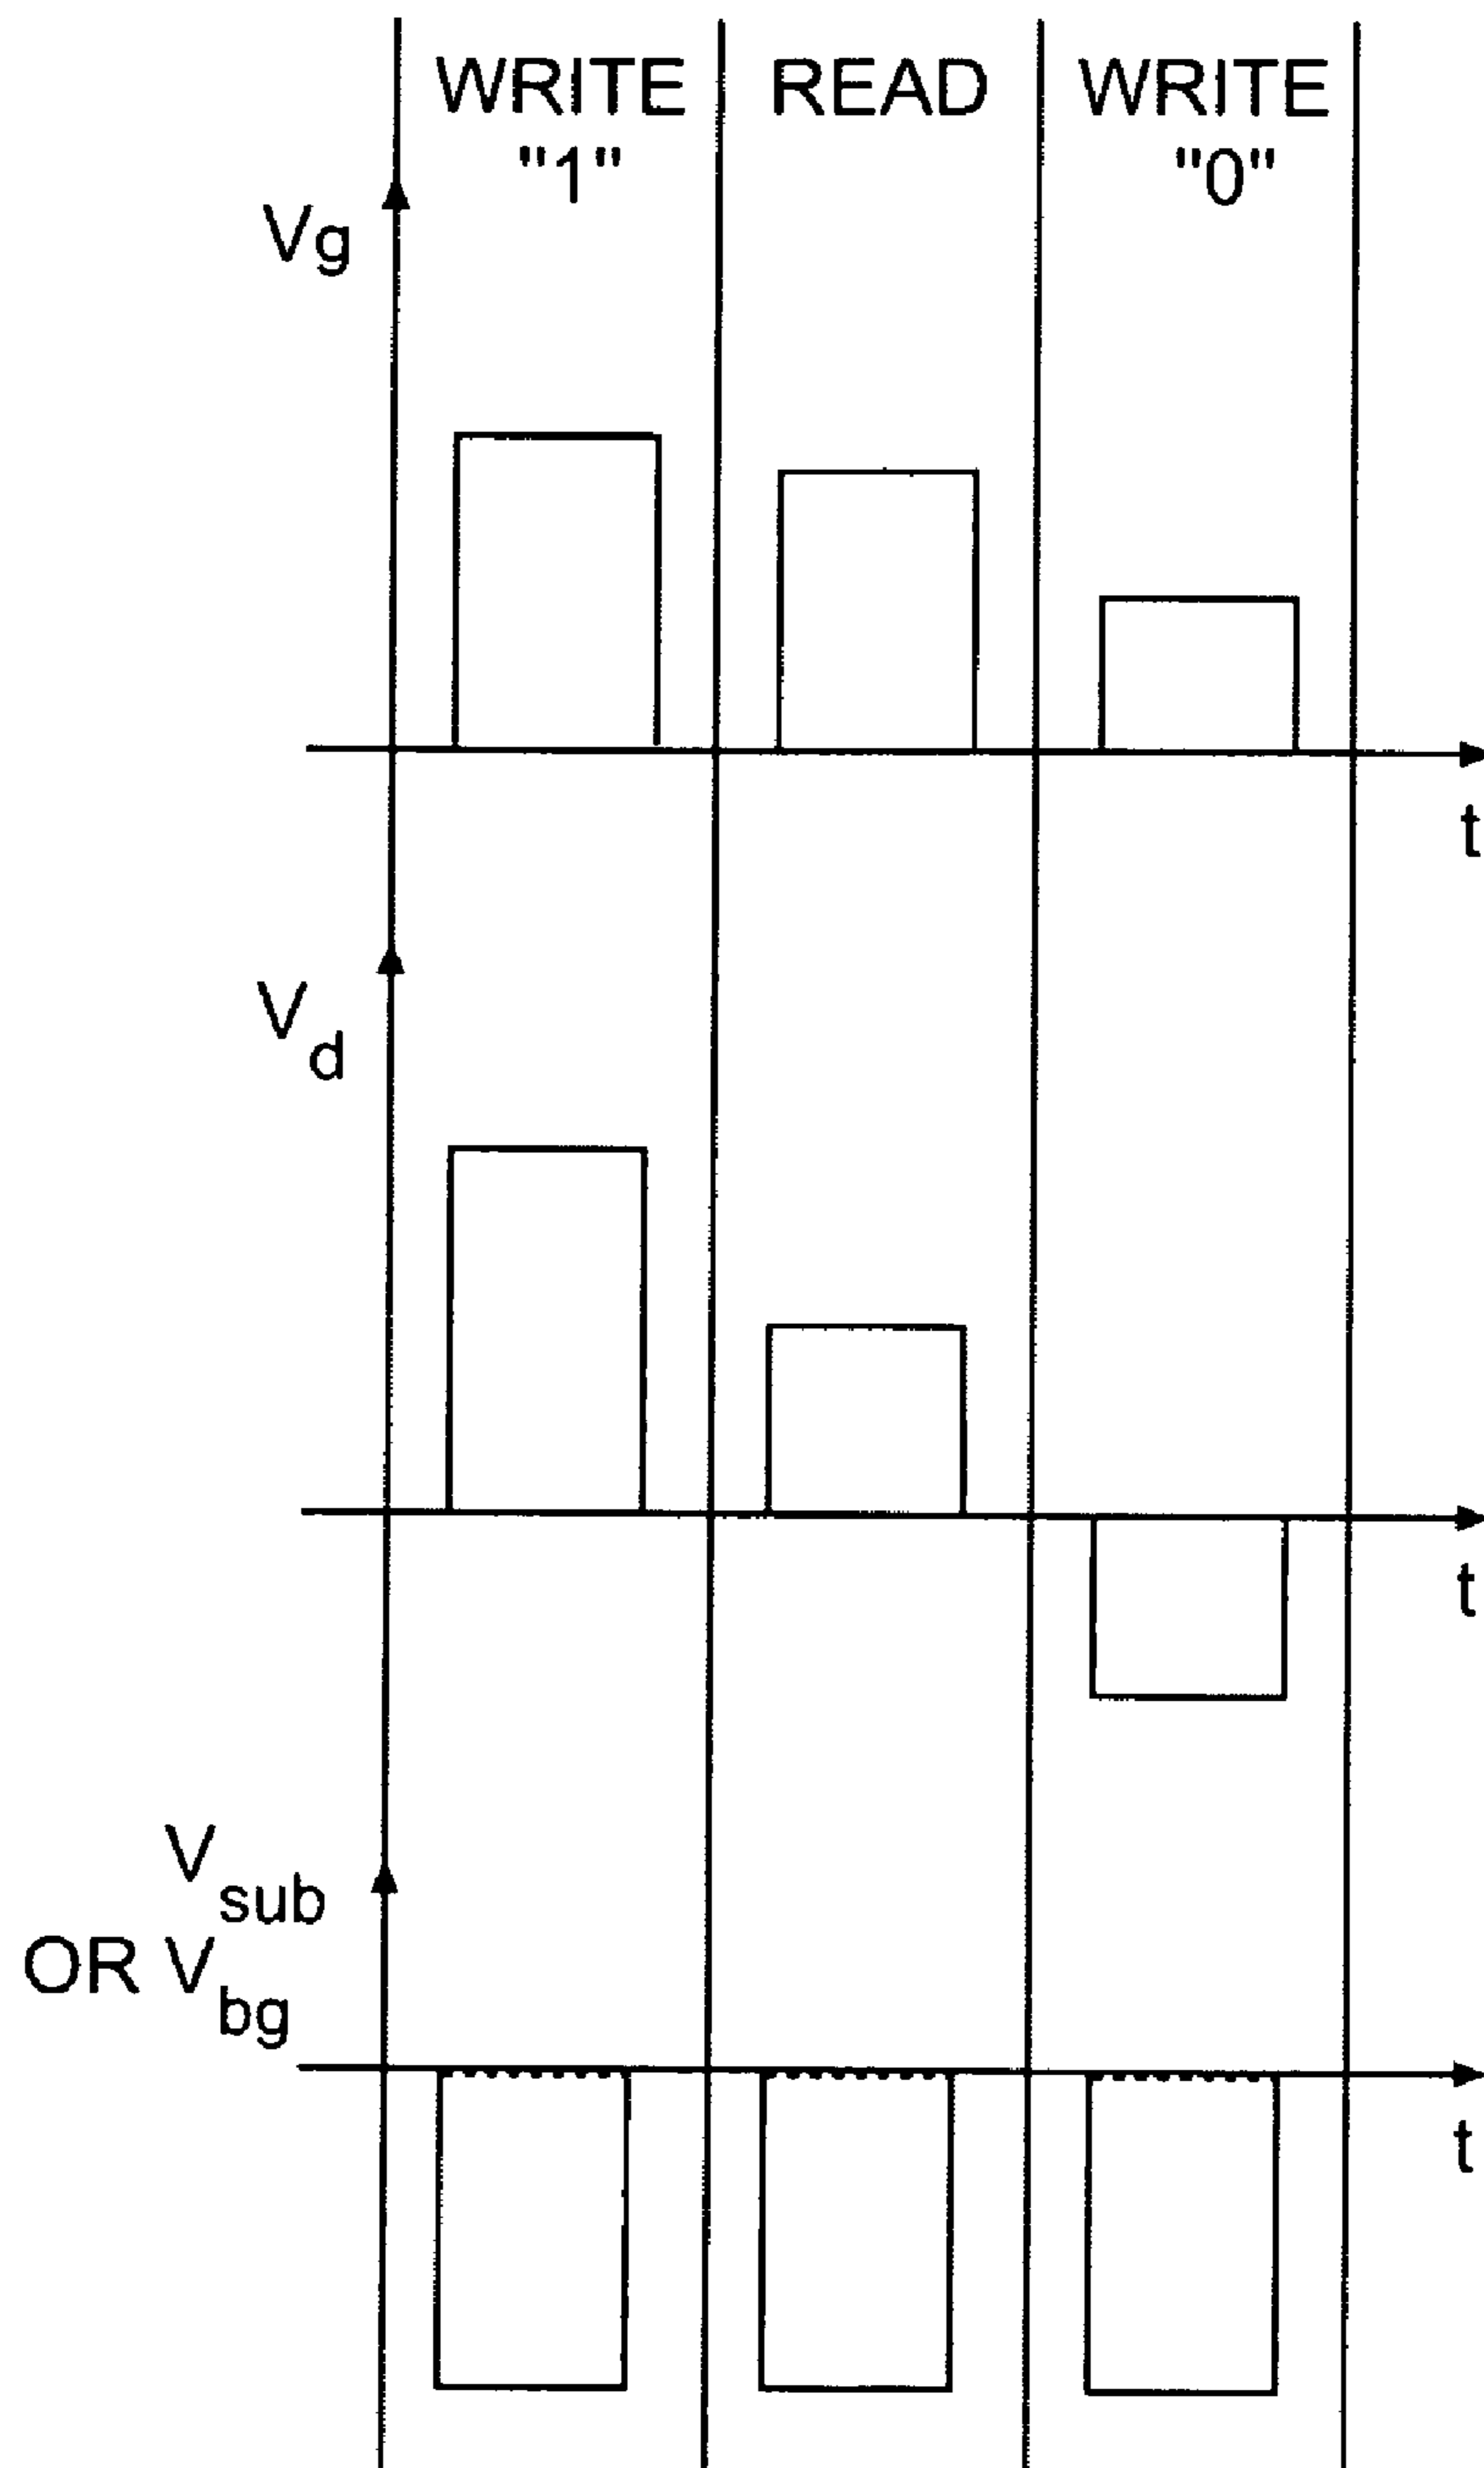 WRITE READ WRITE
"1" "0"
Vg
t
Vd
t
Vsub
OR Vbg
t